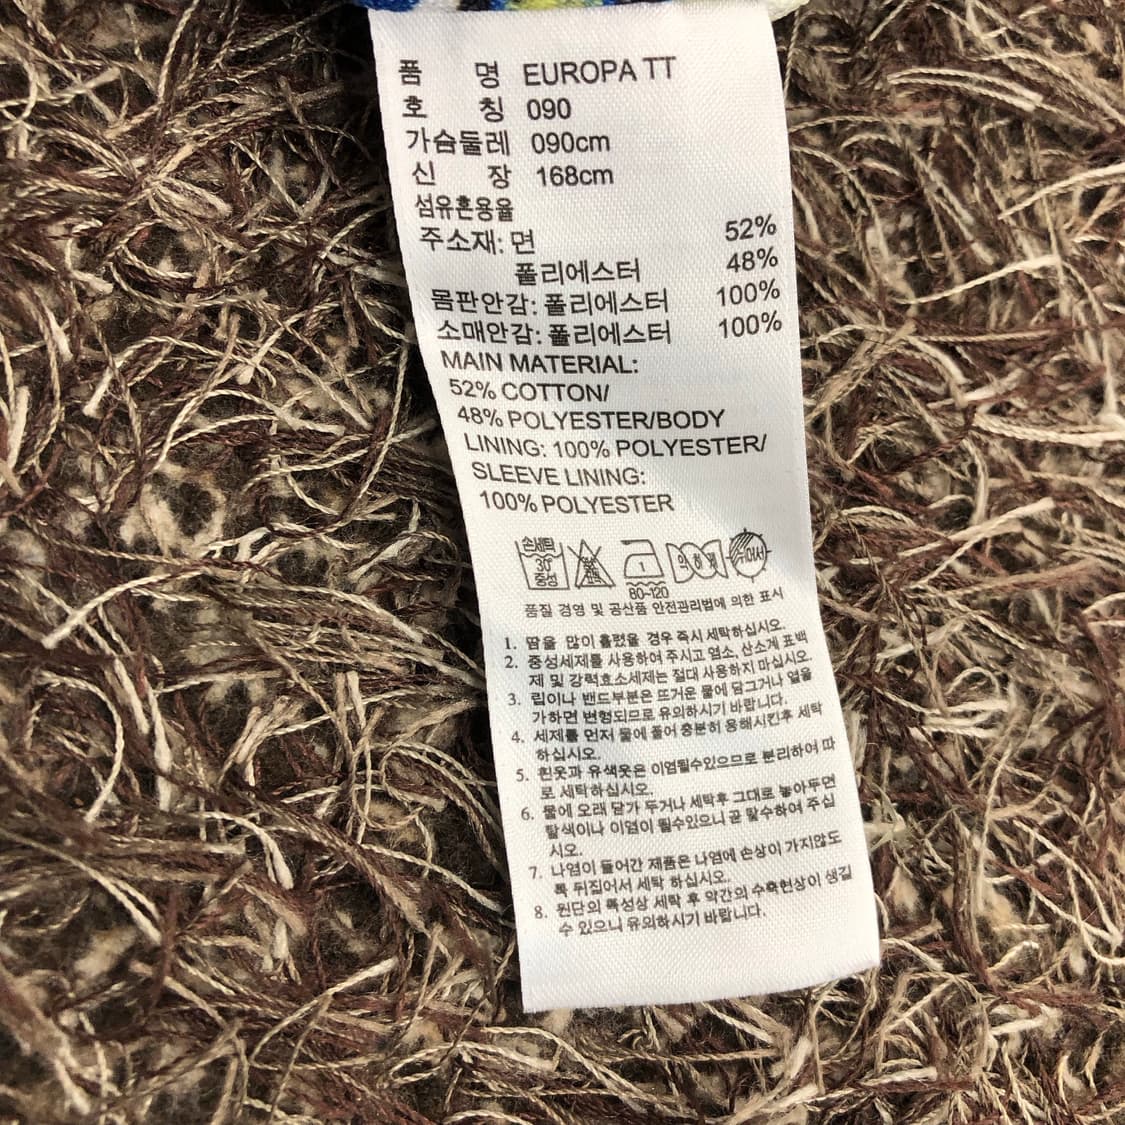 품 명 EUROPA TT
호 칭 090
가슴둘레 090cm
신 장 168cm
섬유혼용율
주소재: 면 52%
폴리에스터 48%
몸판안감: 폴리에스터 100%
소매안감: 폴리에스터 100%
MAIN MATERIAL:
52% COTTON/
48% POLYESTER/BODY
LINING: 100% POLYESTER/
SLEEVE LINING:
100% POLYESTER
손세탁
30°
중성
1
80~120
품질 경영 및 공산품 안전관리법에 의한 표시
1. 땀을 많이 흘렸을 경우 즉시 세탁하십시오.
2. 중성세제를 사용하여 주시고 염소, 산소계 표백
제 및 강력효소세제는 절대 사용하지 마십시오.
3. 립이나 밴드부분은 뜨거운 물에 담그거나 열을
가하면 변형되므로 유의하시기 바랍니다.
4. 세제를 먼저 물에 풀어 충분히 용해시킨후 세탁
하십시오.
5. 흰옷과 유색옷은 이염될수있으므로 분리하여 따
로 세탁하십시오.
6. 물에 오래 담가 두거나 세탁후 그대로 놓아두면
탈색이나 이염이 될수있으니 곧 탈수하여 주십
시오.
7. 나염이 들어간 제품은 나염에 손상이 가지않도
록 뒤집어서 세탁 하십시오.
8. 원단의 특성상 세탁 후 약간의 수축현상이 생길
수 있으니 유의하시기 바랍니다.